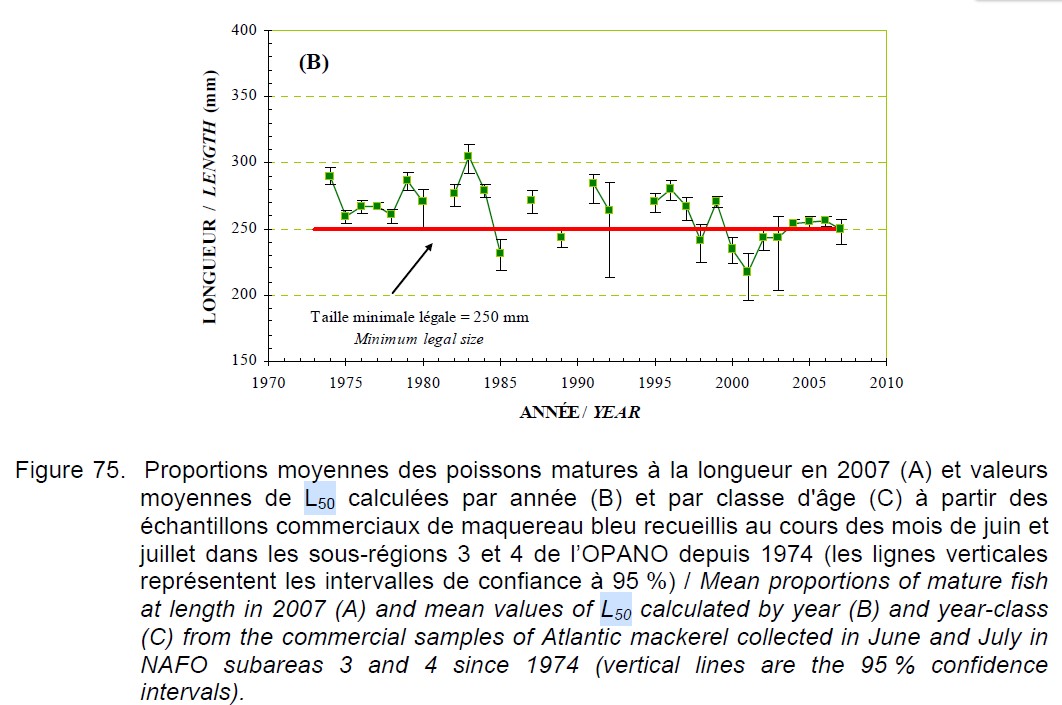 400
(B)
350
300
250
200
150
LONGUEUR / LENGTH (mm)
Taille minimale légale = 250 mm
Minimum legal size
1970 1975 1980 1985 1990 1995 2000 2005 2010
ANNÉE / YEAR
Figure 75. Proportions moyennes des poissons matures à la longueur en 2007 (A) et valeurs
moyennes de L50 calculées par année (B) et par classe d'âge (C) à partir des
échantillons commerciaux de maquereau bleu recueillis au cours des mois de juin et
juillet dans les sous-régions 3 et 4 de l'OPANO depuis 1974 (les lignes verticales
représentent les intervalles de confiance à 95 %) / Mean proportions of mature fish
at length in 2007 (A) and mean values of L50 calculated by year (B) and year-class
(C) from the commercial samples of Atlantic mackerel collected in June and July in
NAFO subareas 3 and 4 since 1974 (vertical lines are the 95 % confidence
intervals).